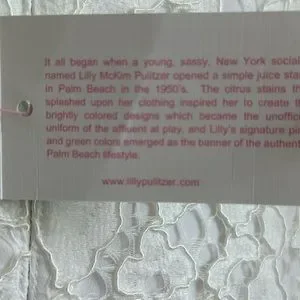 It all began when a young, sassy, New York social
named Lilly McKim Pulitzer opened a simple juice sta
in Palm Beach in the 1950's. The citrus stains th
splashed upon her clothing inspired her to create t
brightly colored designs which became the unoffic
uniform of the affluent at play, and Lilly's signature pi
and green colors emerged as the banner of the authent
Palm Beach lifestyle.
www.lillypulitzer.com